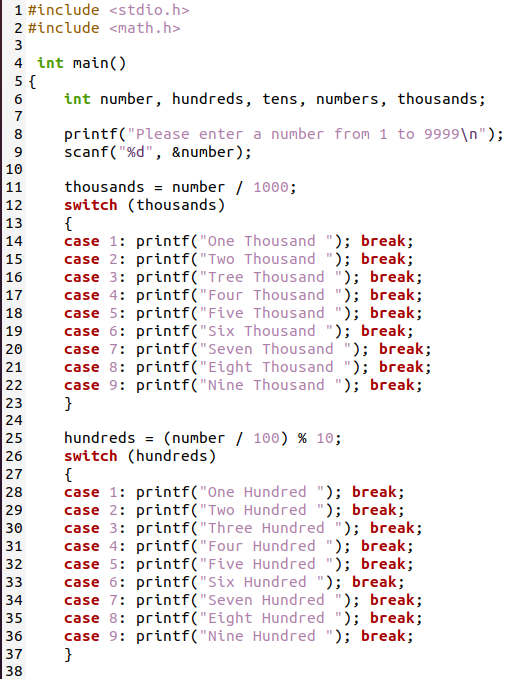 1 #include <stdio.h>
2 #include <math.h>
3
4 int main()
5 {
6 int number, hundreds, tens, numbers, thousands;
7
8 printf("Please enter a number from 1 to 9999\n");
9 scanf("%d", &number);
10
11 thousands = number / 1000;
12 switch (thousands)
13 {
14 case 1: printf("One Thousand "); break;
15 case 2: printf("Two Thousand "); break;
16 case 3: printf("Tree Thousand "); break;
17 case 4: printf("Four Thousand "); break;
18 case 5: printf("Five Thousand "); break;
19 case 6: printf("Six Thousand "); break;
20 case 7: printf("Seven Thousand "); break;
21 case 8: printf("Eight Thousand "); break;
22 case 9: printf("Nine Thousand "); break;
23 }
24
25 hundreds = (number / 100) % 10;
26 switch (hundreds)
27 {
28 case 1: printf("One Hundred "); break;
29 case 2: printf("Two Hundred "); break;
30 case 3: printf("Three Hundred "); break;
31 case 4: printf("Four Hundred "); break;
32 case 5: printf("Five Hundred "); break;
33 case 6: printf("Six Hundred "); break;
34 case 7: printf("Seven Hundred "); break;
35 case 8: printf("Eight Hundred "); break;
36 case 9: printf("Nine Hundred "); break;
37 }
38